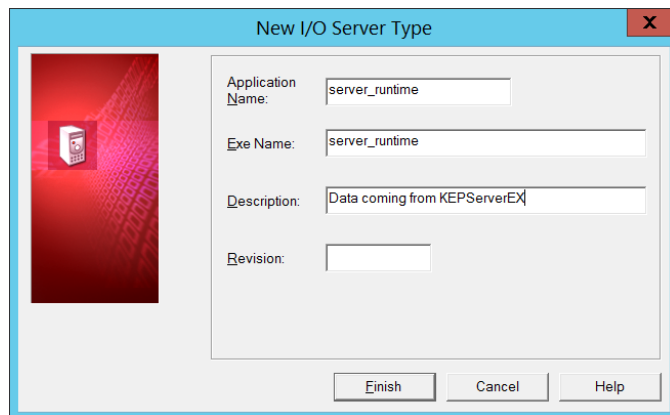 New I/O Server Type
X
Application
Name:
server_runtime
Exe Name:
server_runtime
Description:
Data coming from KEPServerEX
Revision:
Finish
Cancel
Help